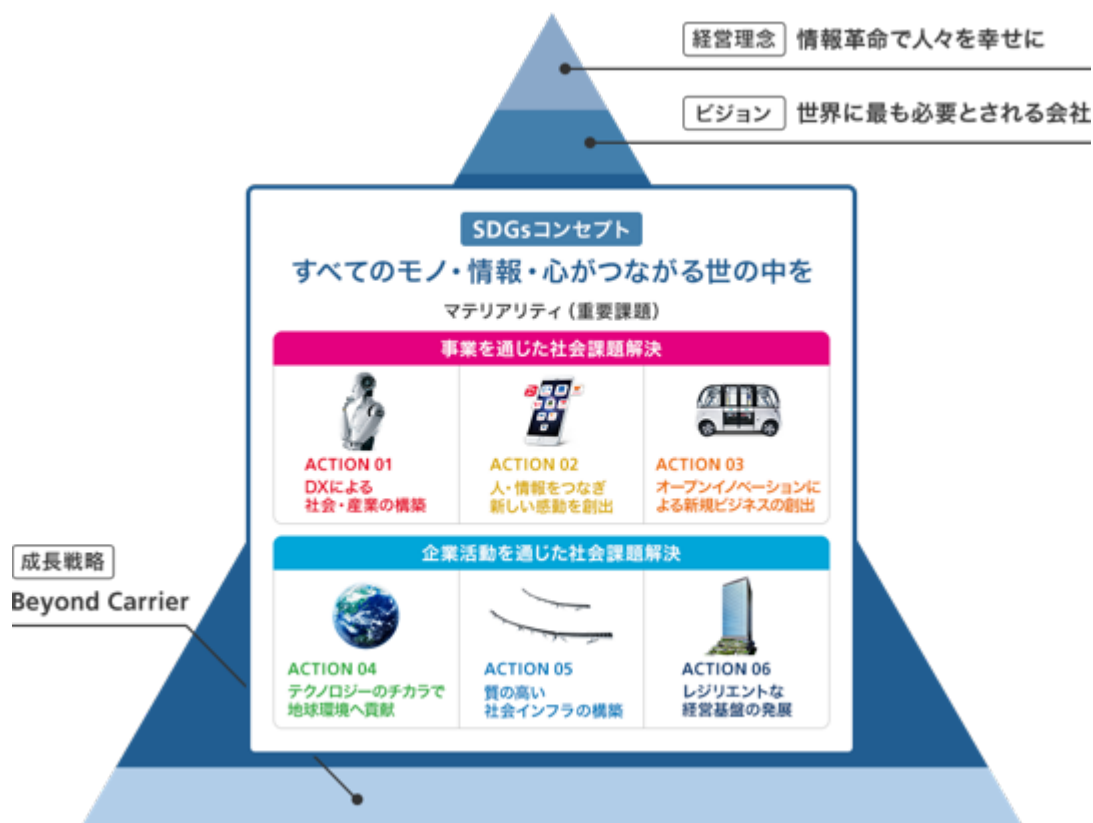 経営理念 情報革命で人々を幸せに
ビジョン 世界に最も必要とされる会社
SDGsコンセプト
すべてのモノ・情報・心がつながる世の中を
マテリアリティ(重要課題)
事業を通じた社会課題解決
ACTION 01
DXによる
社会・産業の構築
ACTION 02
人・情報をつなぎ
新しい感動を創出
ACTION 03
オープンイノベーションに
よる新規ビジネスの創出
企業活動を通じた社会課題解決
ACTION 04
テクノロジーのチカラで
地球環境へ貢献
ACTION 05
質の高い
社会インフラの構築
ACTION 06
レジリエントな
経営基盤の発展
成長戦略
Beyond Carrier